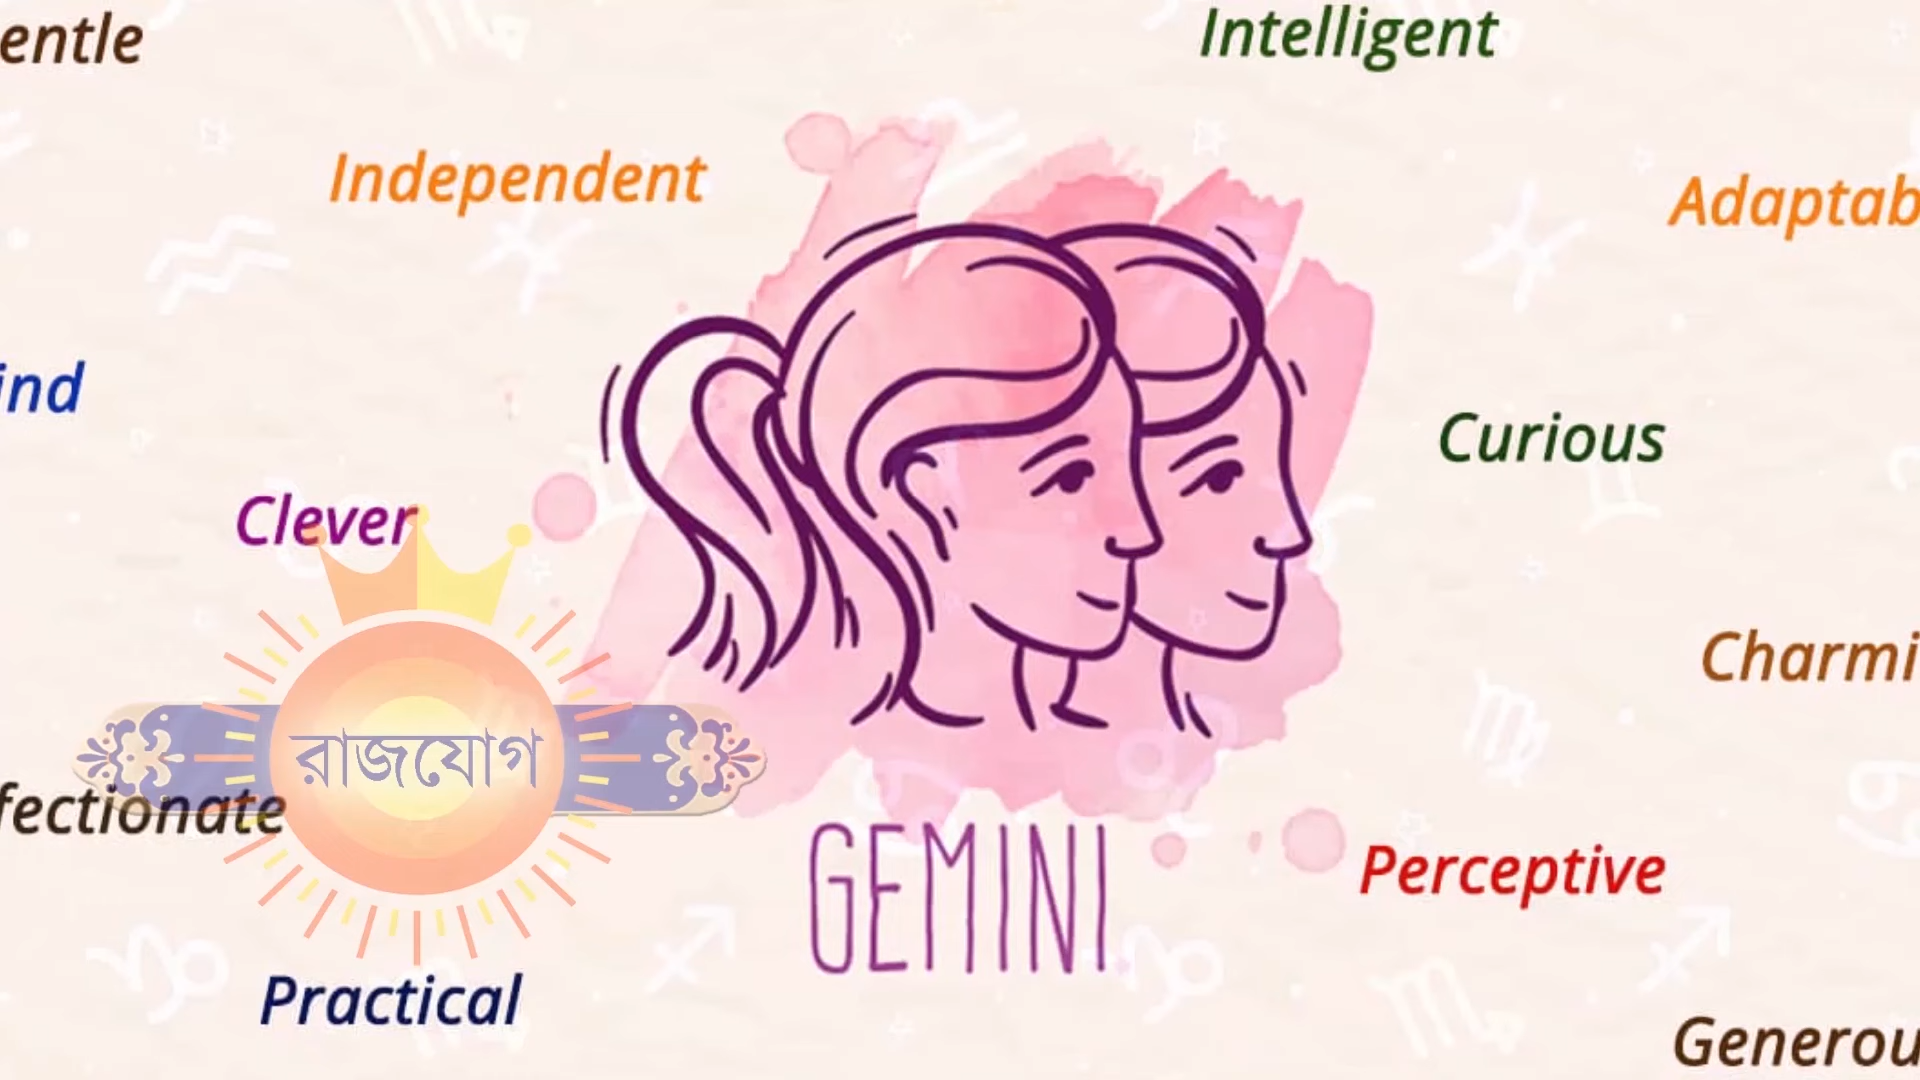 entle
Intelligent
Independent
Adaptab
ind
Curious
Clever
Charmi
রাজযোগ
fectionate
GEMINI
Perceptive
Practical
Generou